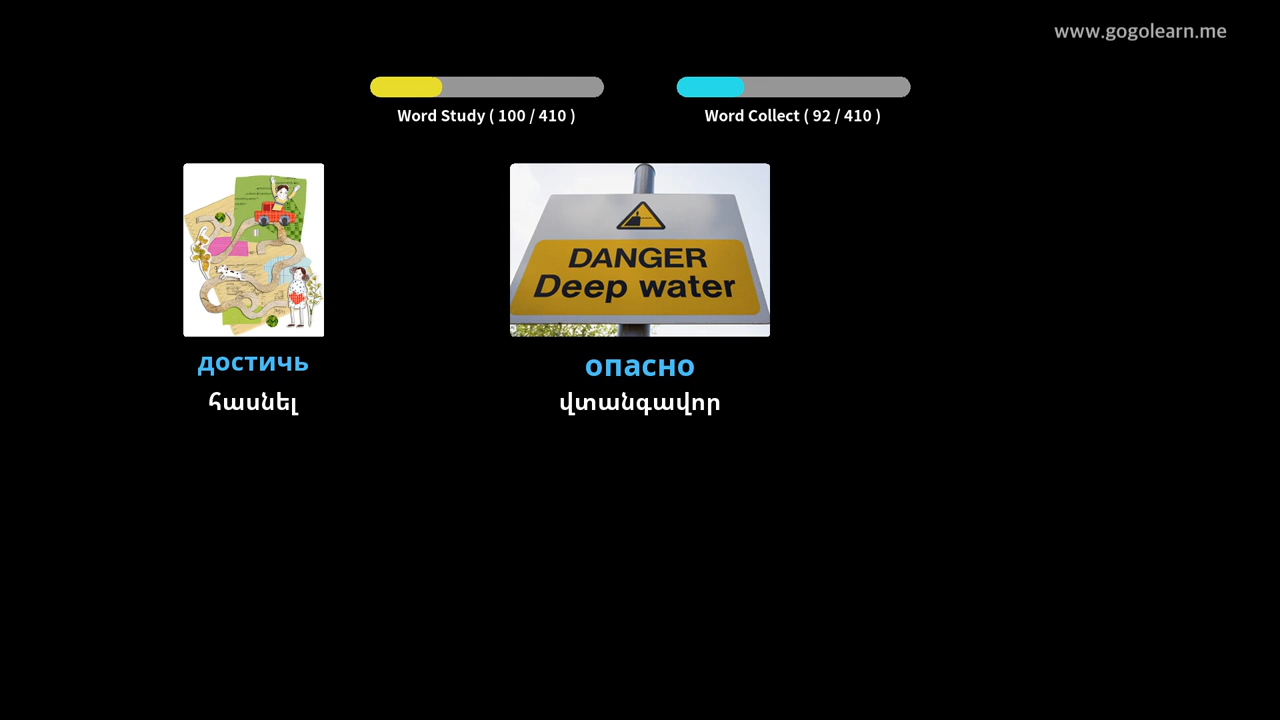 www.gogolearn.me
Word Study ( 100 / 410 )
Word Collect ( 92 / 410 )
DANGER
Deep water
достичь
հասնել
опасно
վտանգավոր